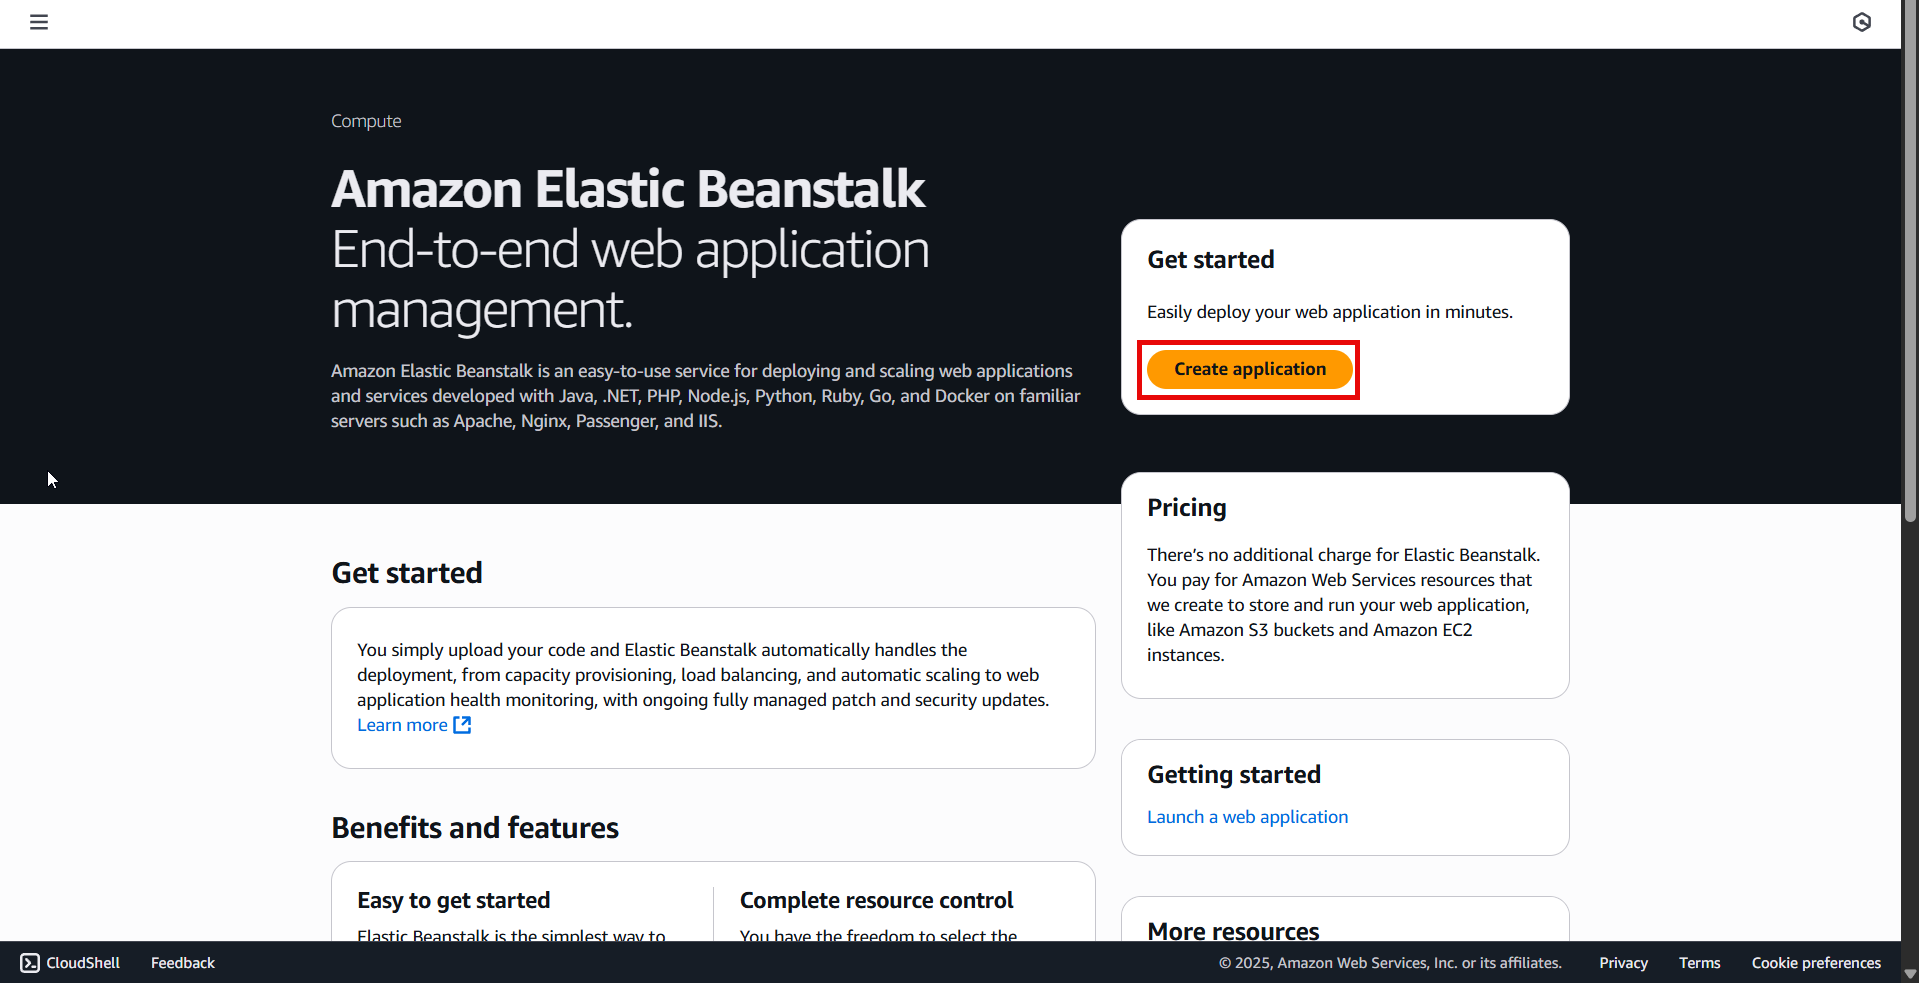 Compute
Amazon Elastic Beanstalk
End-to-end web application
management.
Amazon Elastic Beanstalk is an easy-to-use service for deploying and scaling web applications
and services developed with Java, .NET, PHP, Node.js, Python, Ruby, Go, and Docker on familiar
servers such as Apache, Nginx, Passenger, and IIS.
Get started
Easily deploy your web application in minutes.
Create application
Pricing
There's no additional charge for Elastic Beanstalk.
You pay for Amazon Web Services resources that
we create to store and run your web application,
like Amazon S3 buckets and Amazon EC2
instances.
Get started
You simply upload your code and Elastic Beanstalk automatically handles the
deployment, from capacity provisioning, load balancing, and automatic scaling to web
application health monitoring, with ongoing fully managed patch and security updates.
Learn more
Getting started
Launch a web application
Benefits and features
Easy to get started
Elastic Beanstalk is the simplest way to
Complete resource control
You have the freedom to select the
More resources
CloudShell
Feedback
© 2025, Amazon Web Services, Inc. or its affiliates.
Privacy
Terms
Cookie preferences